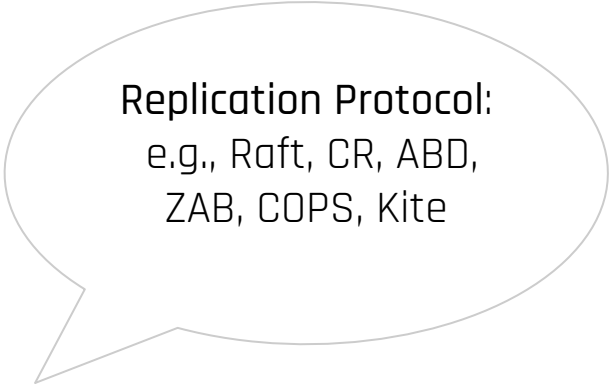 Replication Protocol:
e.g., Raft, CR, ABD,
ZAB, COPS, Kite